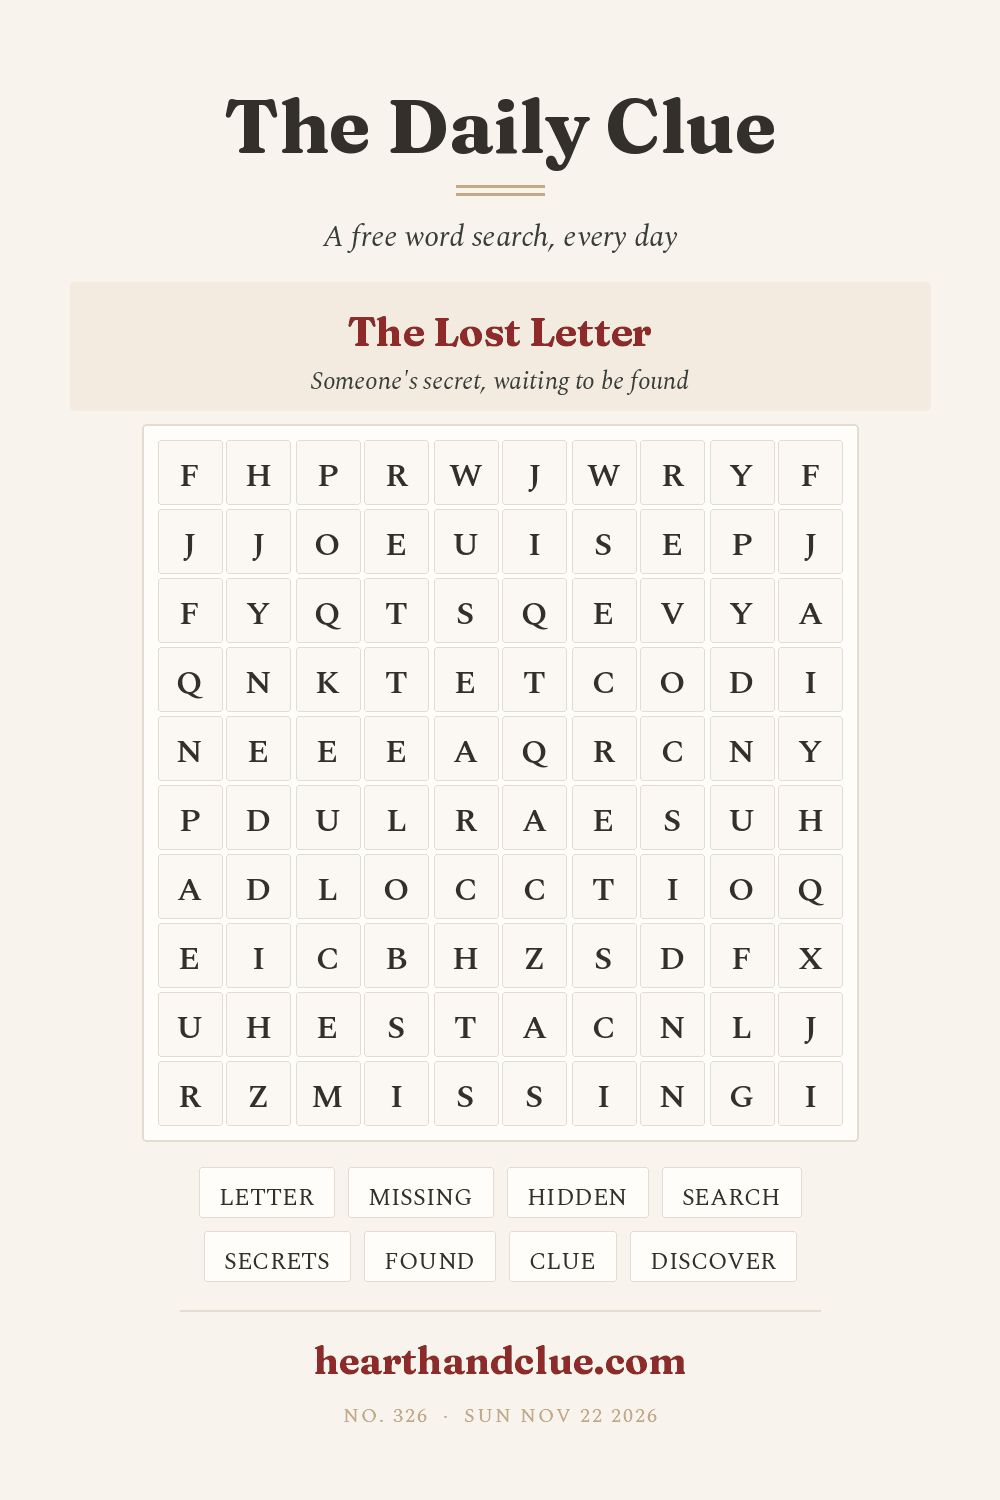 The Daily Clue
A free word search, every day
The Lost Letter
Someone's secret, waiting to be found
F H P R W J W R Y F
J J O E U I S E P J
F Y Q T S Q E V Y A
Q N K T E T C O D I
N E E E A Q R C N Y
P D U L R A E S U H
A D L O C C T I O Q
E I C B H Z S D F X
U H E S T A C N L J
R Z M I S S I N G I
LETTER MISSING HIDDEN SEARCH
SECRETS FOUND CLUE DISCOVER
hearthandclue.com
NO. 326 · SUN NOV 22 2026